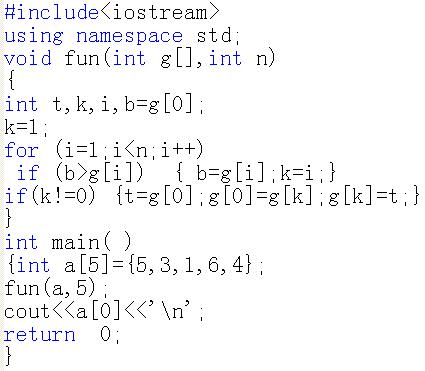 #include<iostream>
using namespace std;
void fun(int g[],int n)
{
int t,k,i,b=g[0];
k=1;
for (i=1;i<n;i++)
if (b>g[i]) { b=g[i];k=i;}
if(k!=0) {t=g[0];g[0]=g[k];g[k]=t;}
}
int main( )
{int a[5]={5,3,1,6,4};
fun(a,5);
cout<<a[0]<<'\n';
return 0;
}